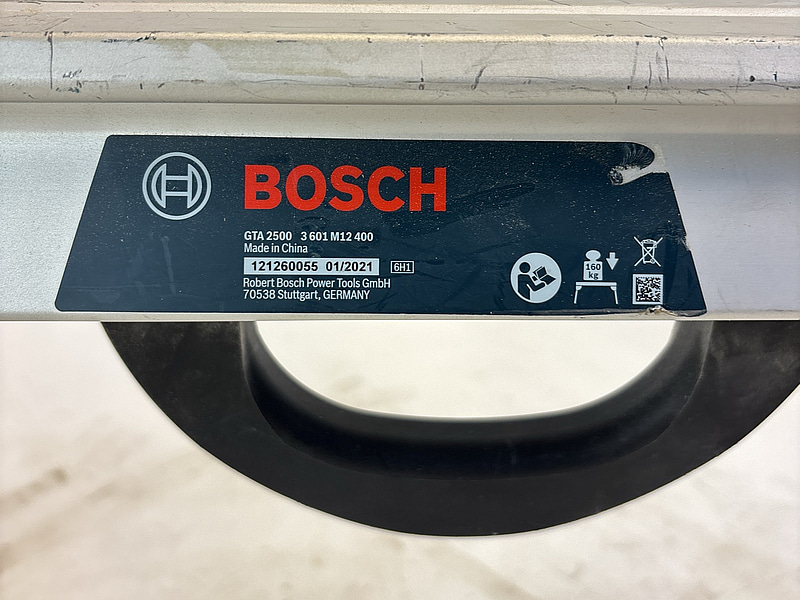 BOSCH
GTA 2500 3 601 M12 400
Made in China
121260055 01/2021 6H1
Robert Bosch Power Tools GmbH
70538 Stuttgart, GERMANY
160
kg